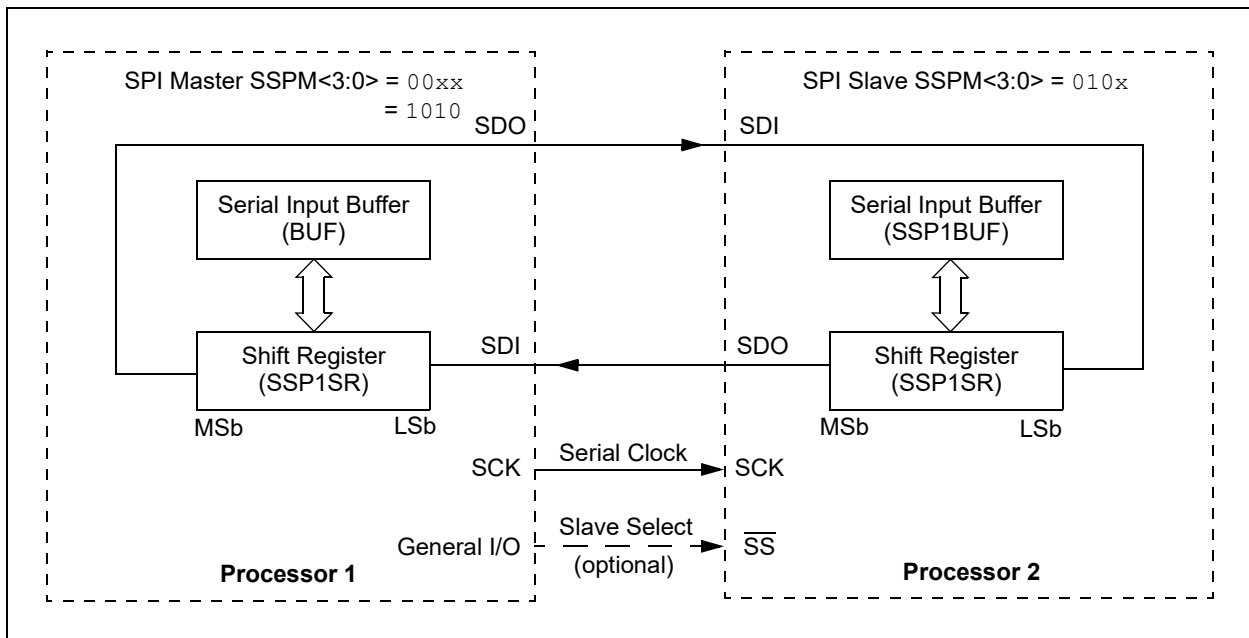 SPI Master SSPM<3:0> = 00xx
= 1010
SPI Slave SSPM<3:0> = 010x
SDO
SDI
Serial Input Buffer
(BUF)
Serial Input Buffer
(SSP1BUF)
SDI
SDO
Shift Register
(SSP1SR)
Shift Register
(SSP1SR)
MSb
LSb
MSb
LSb
SCK
Serial Clock
SCK
General I/O
Slave Select
(optional)
S̅S̅
Processor 1
Processor 2